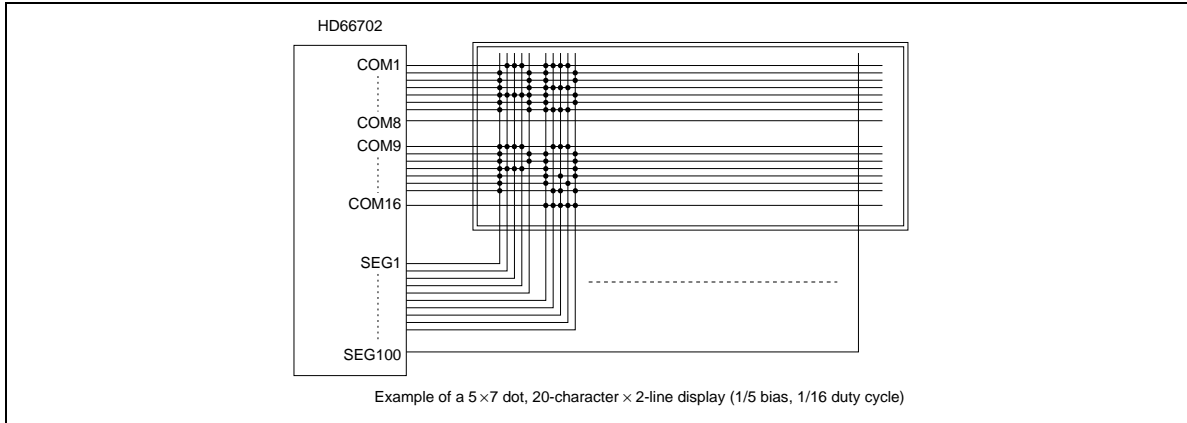 HD66702
COM1
COM8
COM9
COM16
SEG1
SEG100
Example of a 5×7 dot, 20-character × 2-line display (1/5 bias, 1/16 duty cycle)